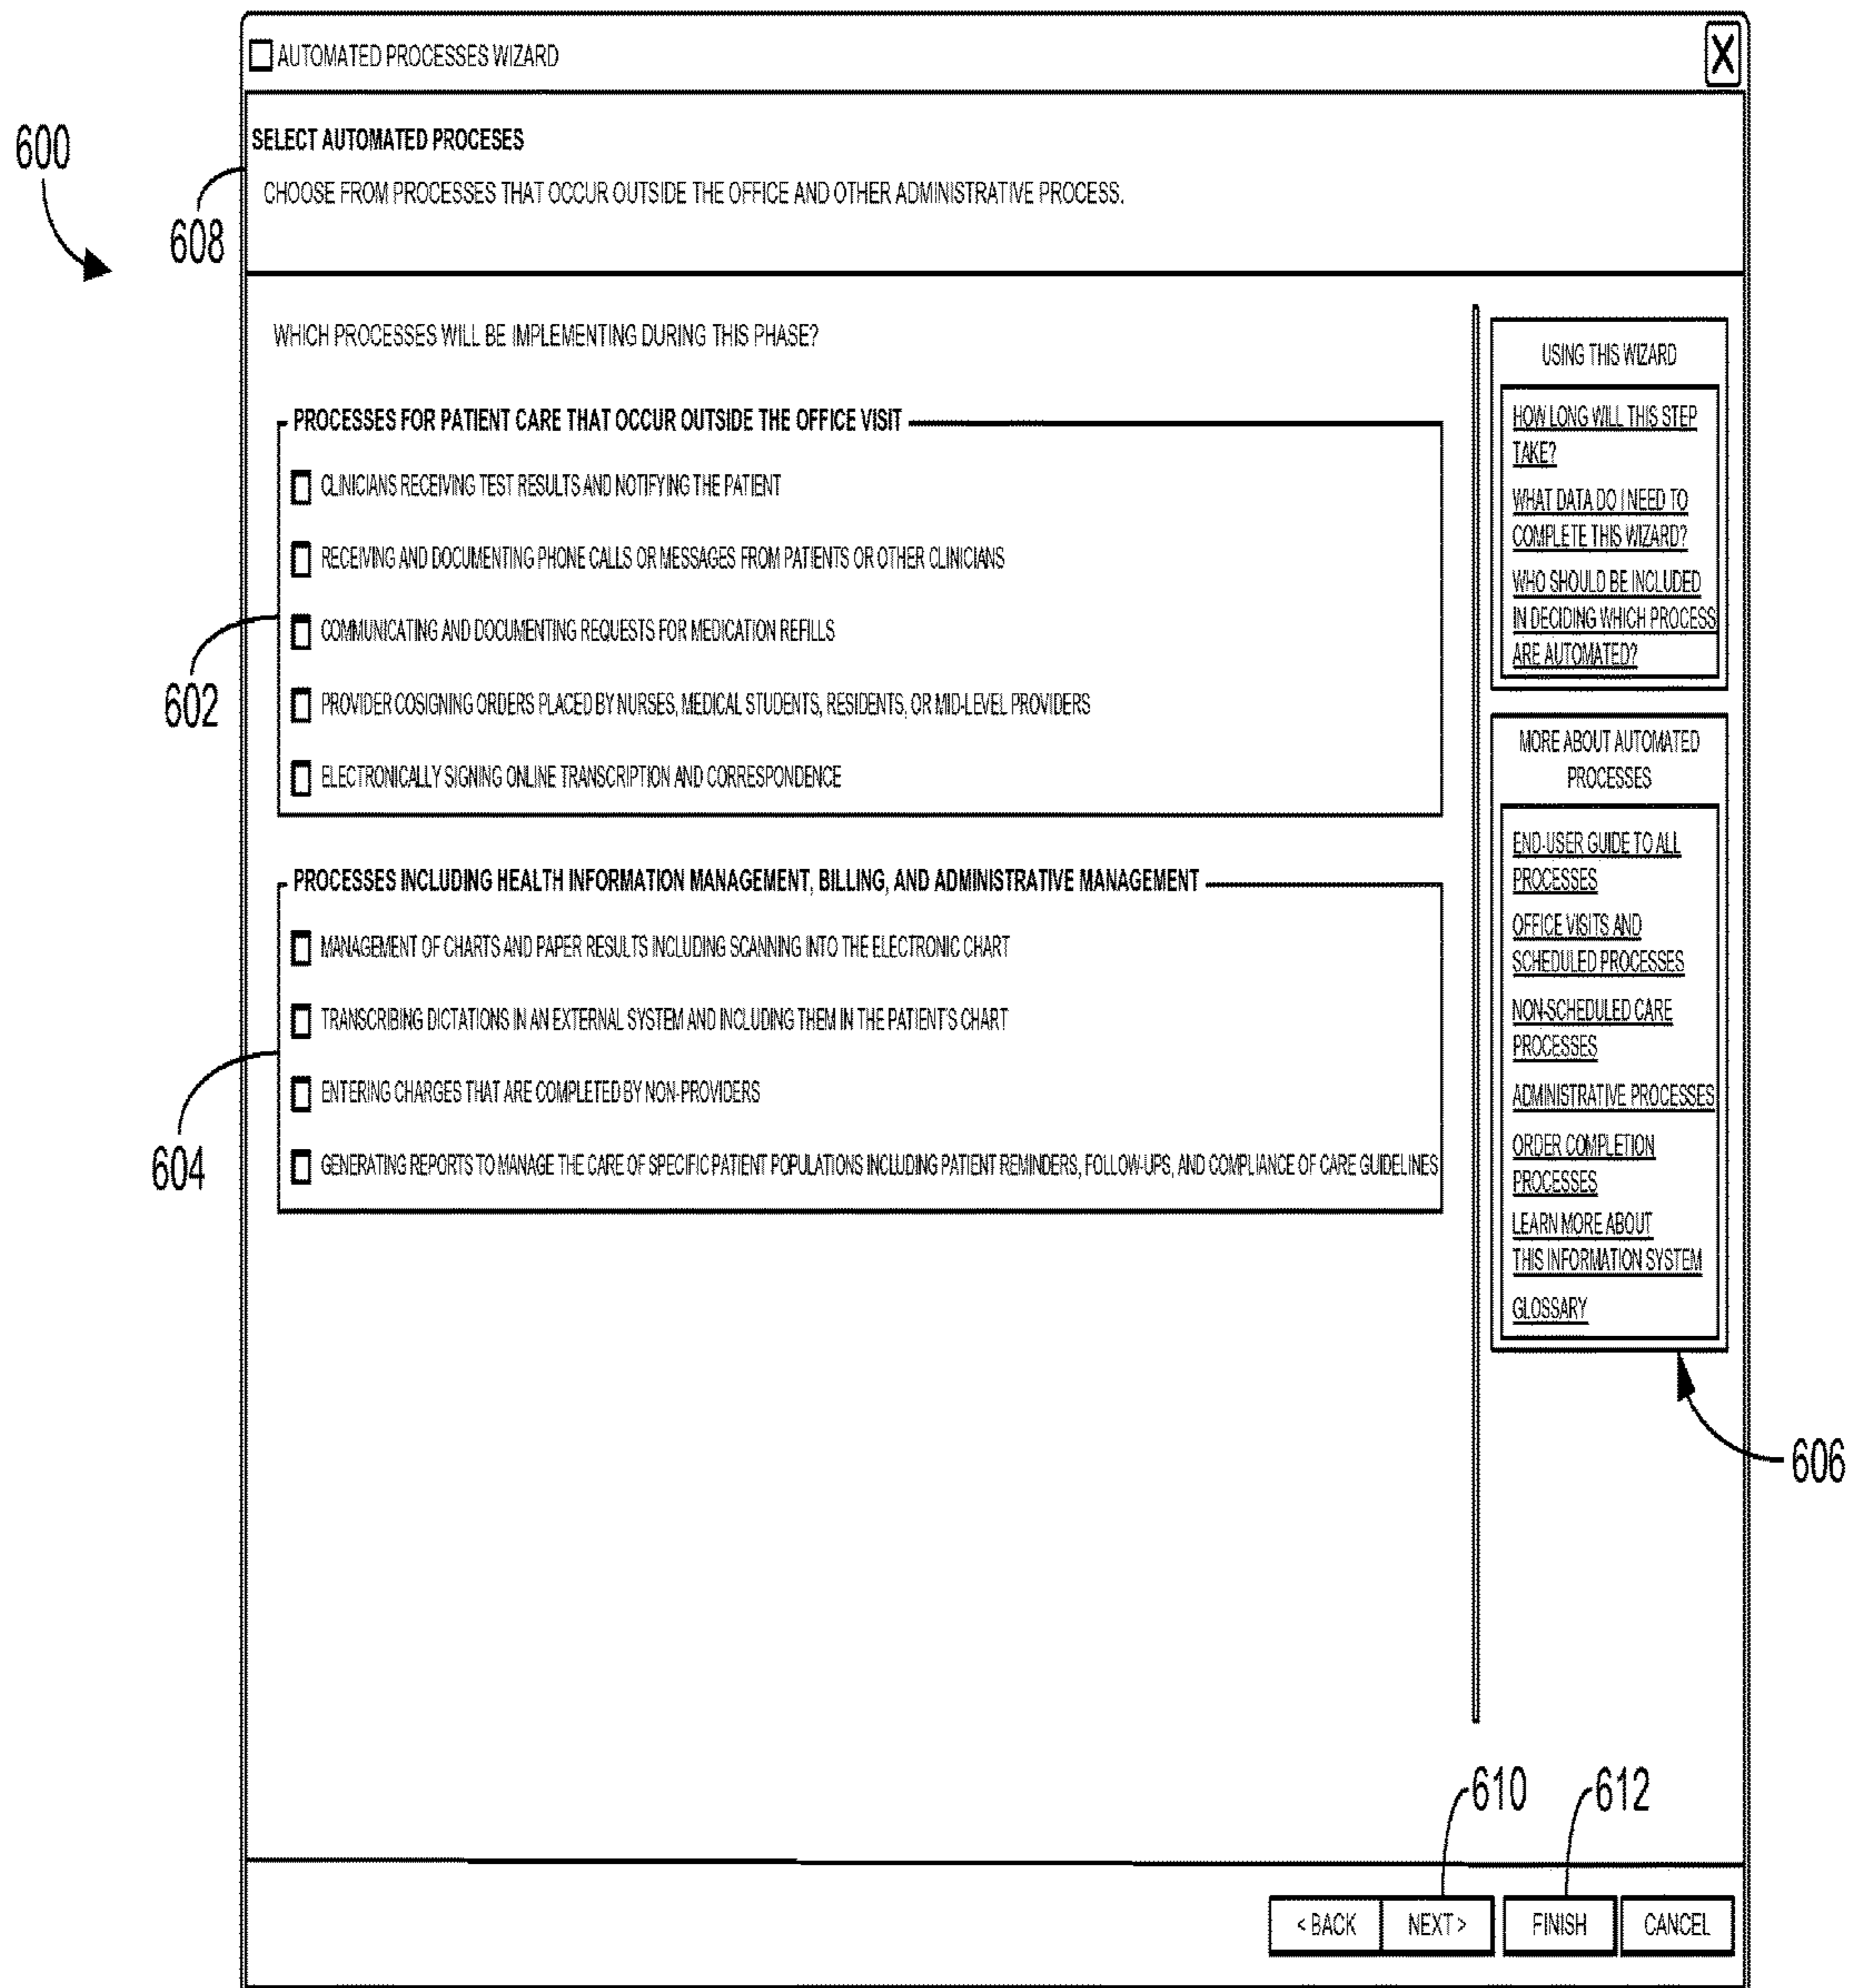 AUTOMATED PROCESSES WIZARD
X
600
608
SELECT AUTOMATED PROCESES
CHOOSE FROM PROCESSES THAT OCCUR OUTSIDE THE OFFICE AND OTHER ADMINISTRATIVE PROCESS.
WHICH PROCESSES WILL BE IMPLEMENTING DURING THIS PHASE?
PROCESSES FOR PATIENT CARE THAT OCCUR OUTSIDE THE OFFICE VISIT
CLINICIANS RECEIVING TEST RESULTS AND NOTIFYING THE PATIENT
RECEIVING AND DOCUMENTING PHONE CALLS OR MESSAGES FROM PATIENTS OR OTHER CLINICIANS
COMMUNICATING AND DOCUMENTING REQUESTS FOR MEDICATION REFILLS
PROVIDER COSIGNING ORDERS PLACED BY NURSES, MEDICAL STUDENTS, RESIDENTS, OR MID-LEVEL PROVIDERS
ELECTRONICALLY SIGNING ONLINE TRANSCRIPTION AND CORRESPONDENCE
602
PROCESSES INCLUDING HEALTH INFORMATION MANAGEMENT, BILLING, AND ADMINISTRATIVE MANAGEMENT
MANAGEMENT OF CHARTS AND PAPER RESULTS INCLUDING SCANNING INTO THE ELECTRONIC CHART
TRANSCRIBING DICTATIONS IN AN EXTERNAL SYSTEM AND INCLUDING THEM IN THE PATIENT'S CHART
ENTERING CHARGES THAT ARE COMPLETED BY NON-PROVIDERS
GENERATING REPORTS TO MANAGE THE CARE OF SPECIFIC PATIENT POPULATIONS INCLUDING PATIENT REMINDERS, FOLLOW-UPS, AND COMPLIANCE OF CARE GUIDELINES
604
USING THIS WIZARD
HOW LONG WILL THIS STEP
TAKE?
WHAT DATA DO I NEED TO
COMPLETE THIS WIZARD?
WHO SHOULD BE INCLUDED
IN DECIDING WHICH PROCESS
ARE AUTOMATED?
MORE ABOUT AUTOMATED
PROCESSES
END-USER GUIDE TO ALL
PROCESSES
OFFICE VISITS AND
SCHEDULED PROCESSES
NON-SCHEDULED CARE
PROCESSES
ADMINISTRATIVE PROCESSES
ORDER COMPLETION
PROCESSES
LEARN MORE ABOUT
THIS INFORMATION SYSTEM
GLOSSARY
606
610
612
< BACK
NEXT >
FINISH
CANCEL